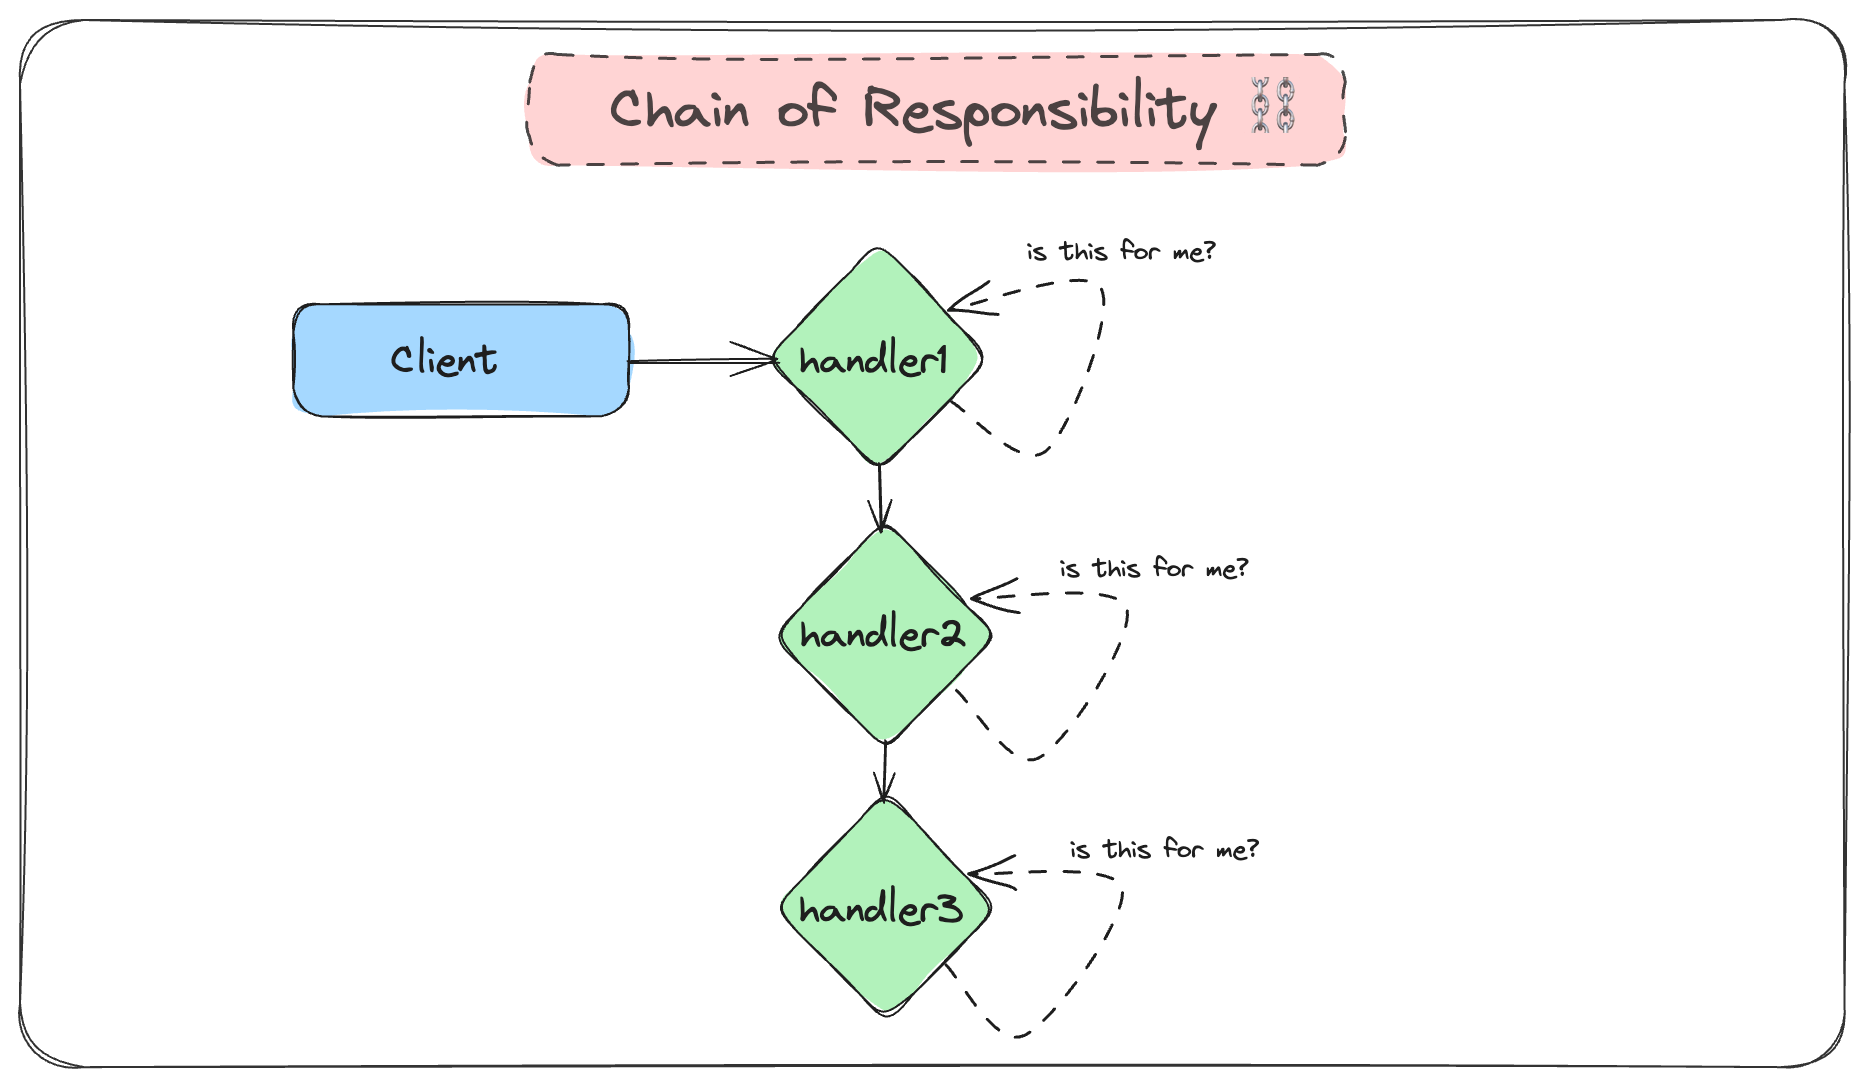 Chain of Responsibility
is this for me?
Client
handler1
is this for me?
handler2
is this for me?
handler3